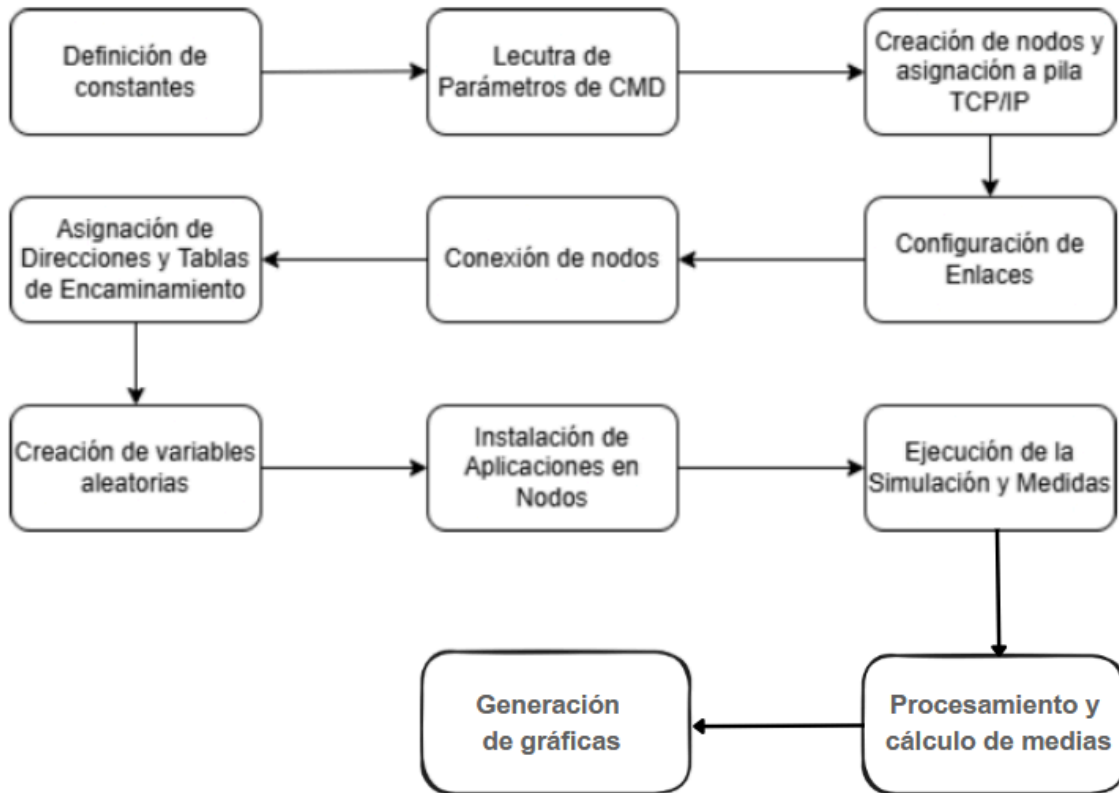 Definición de
constantes
Lecutra de
Parámetros de CMD
Creación de nodos y
asignación a pila
TCP/IP
Configuración de
Enlaces
Conexión de nodos
Asignación de
Direcciones y Tablas
de Encaminamiento
Creación de variables
aleatorias
Instalación de
Aplicaciones en
Nodos
Ejecución de la
Simulación y Medidas
Procesamiento y
cálculo de medias
Generación
de gráficas